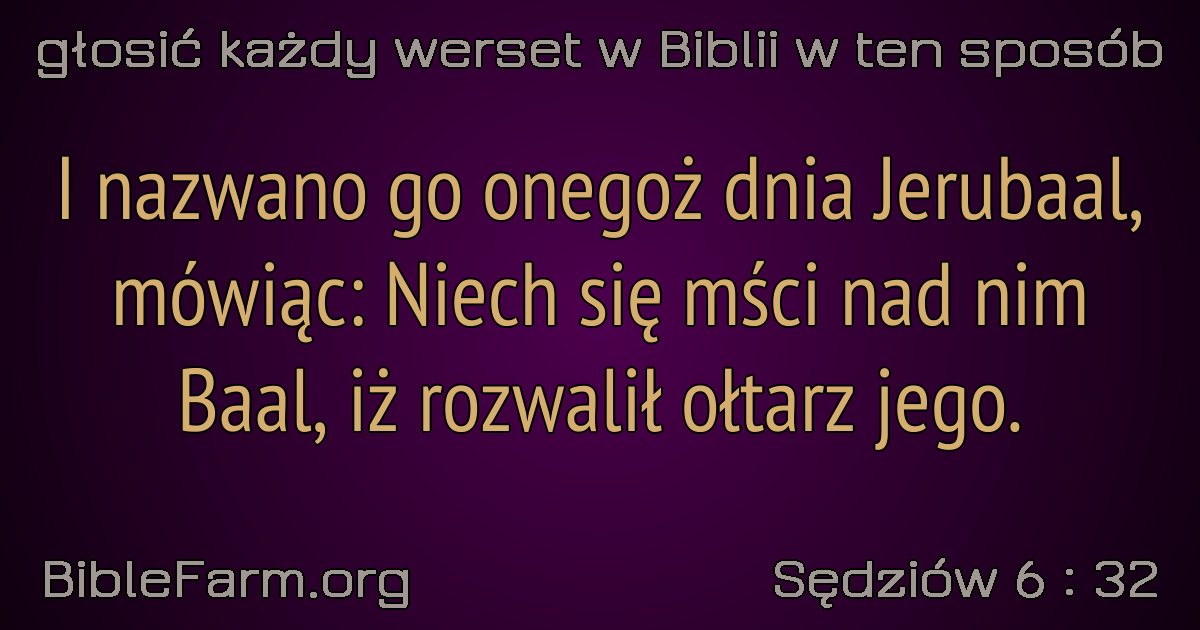 głosić każdy werset w Biblii w ten sposób
I nazwano go onegoż dnia Jerubaal,
mówiąc: Niech się mści nad nim
Baal, iż rozwalił ołtarz jego.
BibleFarm.org
Sędziów 6 : 32